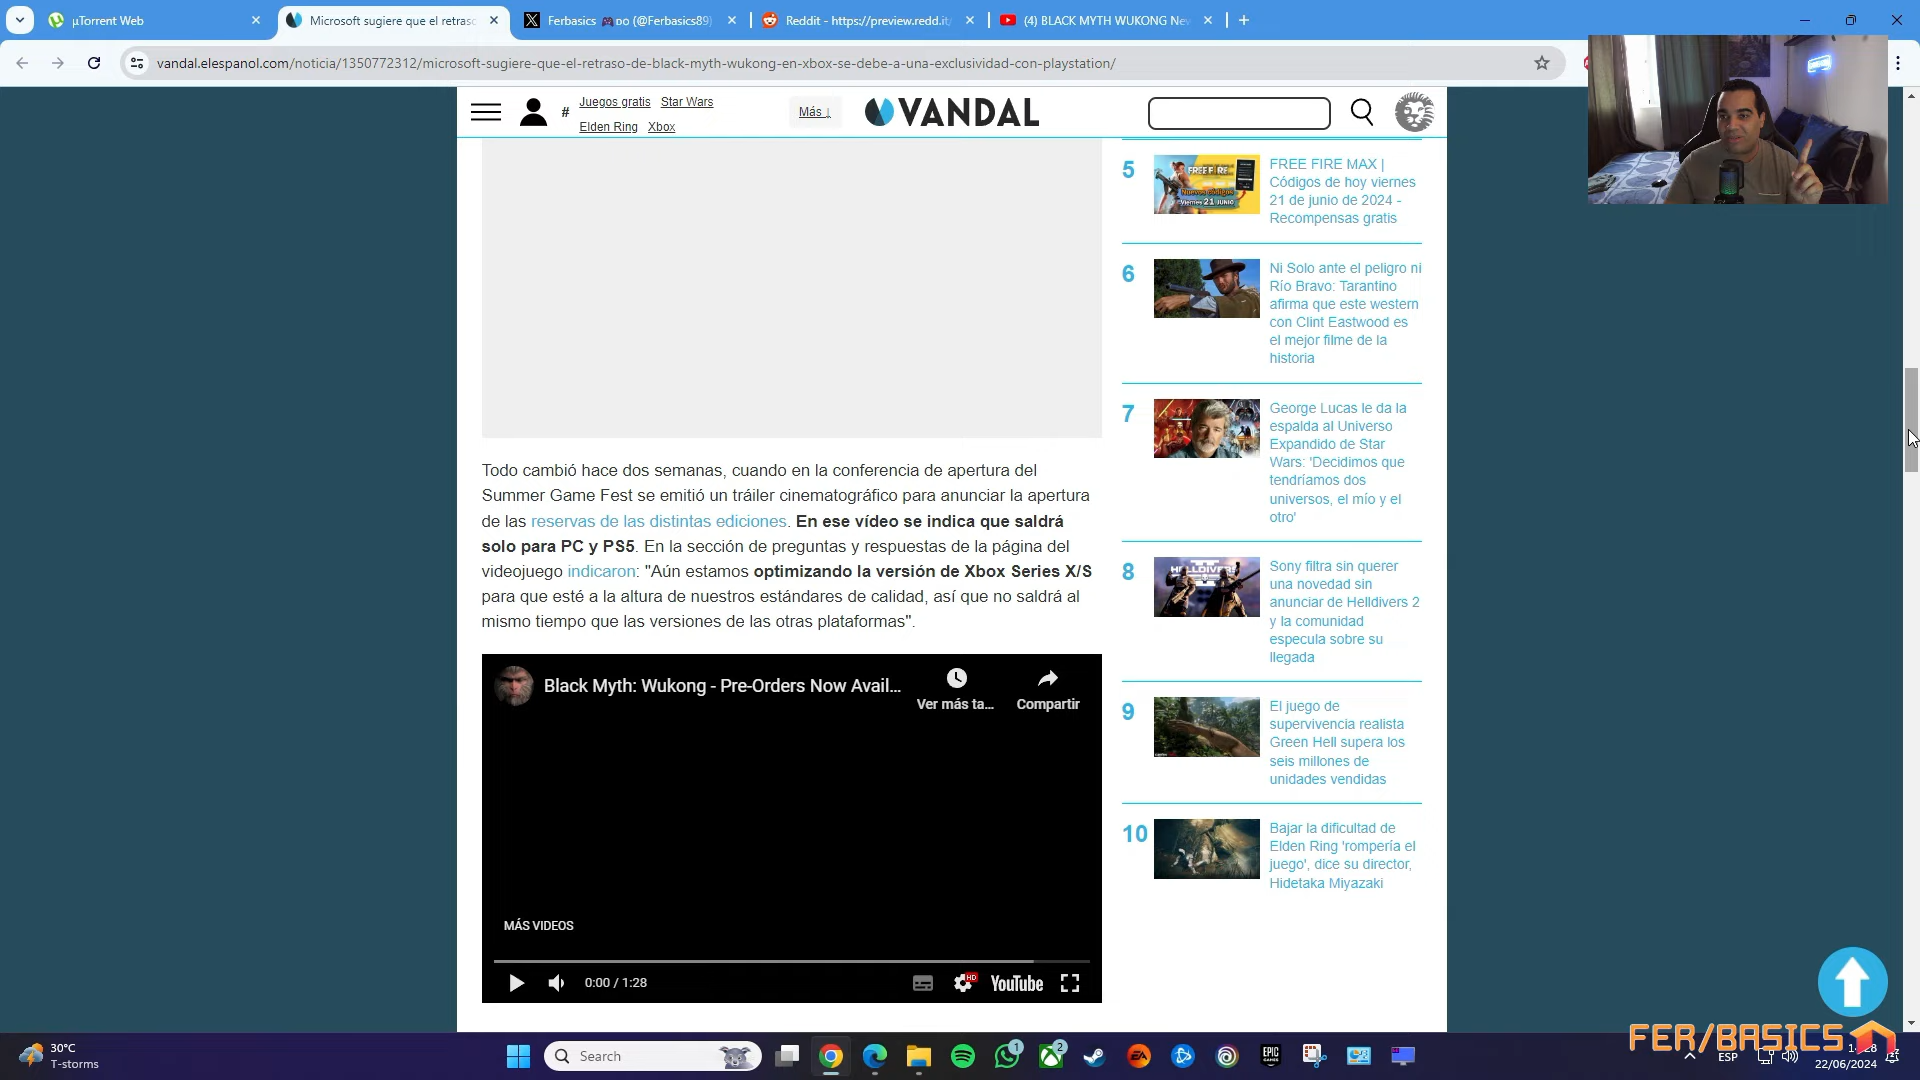 µTorrent Web
Microsoft sugiere que el retras
Ferbasics 🎮 (@Ferbasics89)
Reddit - https://preview.redd.it/
(4) BLACK MYTH WUKONG Ne
vandal.elespanol.com/noticia/1350772312/microsoft-sugiere-que-el-retraso-de-black-myth-wukong-en-xbox-se-debe-a-una-exclusividad-con-playstation/
# Juegos gratis Star Wars
Elden Ring Xbox
Más ↓
VANDAL
5
FREE FIRE MAX |
Códigos de hoy viernes
21 de junio de 2024 -
Recompensas gratis
FREE FIRE
Viernes 21 JUNIO
6
Ni Solo ante el peligro ni
Río Bravo: Tarantino
afirma que este western
con Clint Eastwood es
el mejor filme de la
historia
7
George Lucas le da la
espalda al Universo
Expandido de Star
Wars: 'Decidimos que
tendríamos dos
universos, el mío y el
otro'
8
Sony filtra sin querer
una novedad sin
anunciar de Helldivers 2
y la comunidad
especula sobre su
llegada
9
El juego de
supervivencia realista
Green Hell supera los
seis millones de
unidades vendidas
10
Bajar la dificultad de
Elden Ring 'rompería el
juego', dice su director,
Hidetaka Miyazaki
Todo cambió hace dos semanas, cuando en la conferencia de apertura del
Summer Game Fest se emitió un tráiler cinematográfico para anunciar la apertura
de las reservas de las distintas ediciones. En ese vídeo se indica que saldrá
solo para PC y PS5. En la sección de preguntas y respuestas de la página del
videojuego indicaron: "Aún estamos optimizando la versión de Xbox Series X/S
para que esté a la altura de nuestros estándares de calidad, así que no saldrá al
mismo tiempo que las versiones de las otras plataformas".
Black Myth: Wukong - Pre-Orders Now Avail...
Ver más ta...
Compartir
MÁS VIDEOS
0:00 / 1:28
HD
YouTube
FER/BASICS
30°C
T-storms
Search
1
2
EA
EPIC
GAMES
ESP
22/06/2024